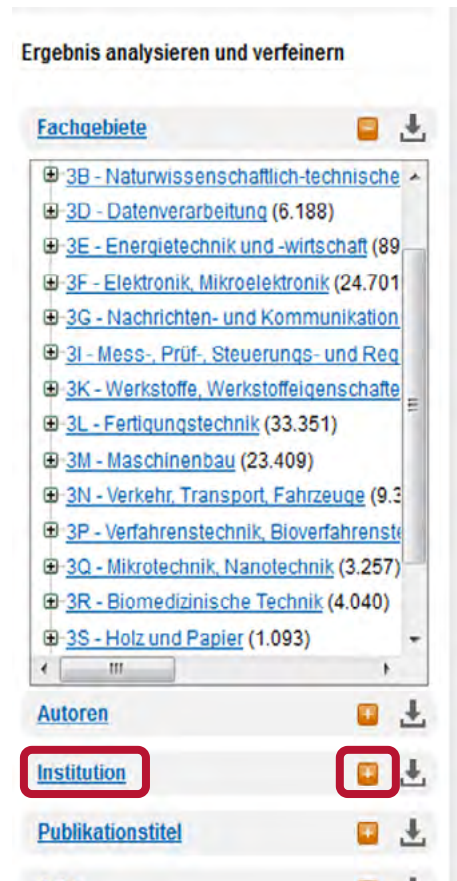 Ergebnis analysieren und verfeinern
Fachgebiete
3B - Naturwissenschaftlich-technische
3D - Datenverarbeitung (6.188)
3E - Energietechnik und -wirtschaft (89
3F - Elektronik, Mikroelektronik (24.701
3G - Nachrichten- und Kommunikation
3I - Mess-, Prüf-, Steuerungs- und Reg
3K - Werkstoffe, Werkstoffeigenschafte
3L - Fertigungstechnik (33.351)
3M - Maschinenbau (23.409)
3N - Verkehr, Transport, Fahrzeuge (9.3
3P - Verfahrenstechnik, Bioverfahrenste
3Q - Mikrotechnik, Nanotechnik (3.257)
3R - Biomedizinische Technik (4.040)
3S - Holz und Papier (1.093)
Autoren
Institution
Publikationstitel